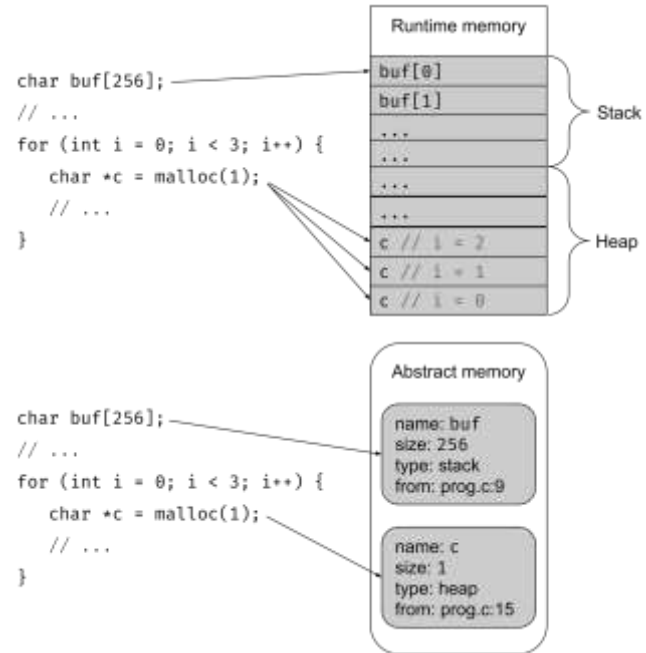 Runtime memory
char buf[256];
// ...
for (int i = 0; i < 3; i++) {
char *c = malloc(1);
// ...
}
buf[0]
buf[1]
...
...
...
...
c // i = 2
c // i = 1
c // i = 0
Stack
Heap
Abstract memory
char buf[256];
// ...
for (int i = 0; i < 3; i++) {
char *c = malloc(1);
// ...
}
name: buf
size: 256
type: stack
from: prog.c:9
name: c
size: 1
type: heap
from: prog.c:15